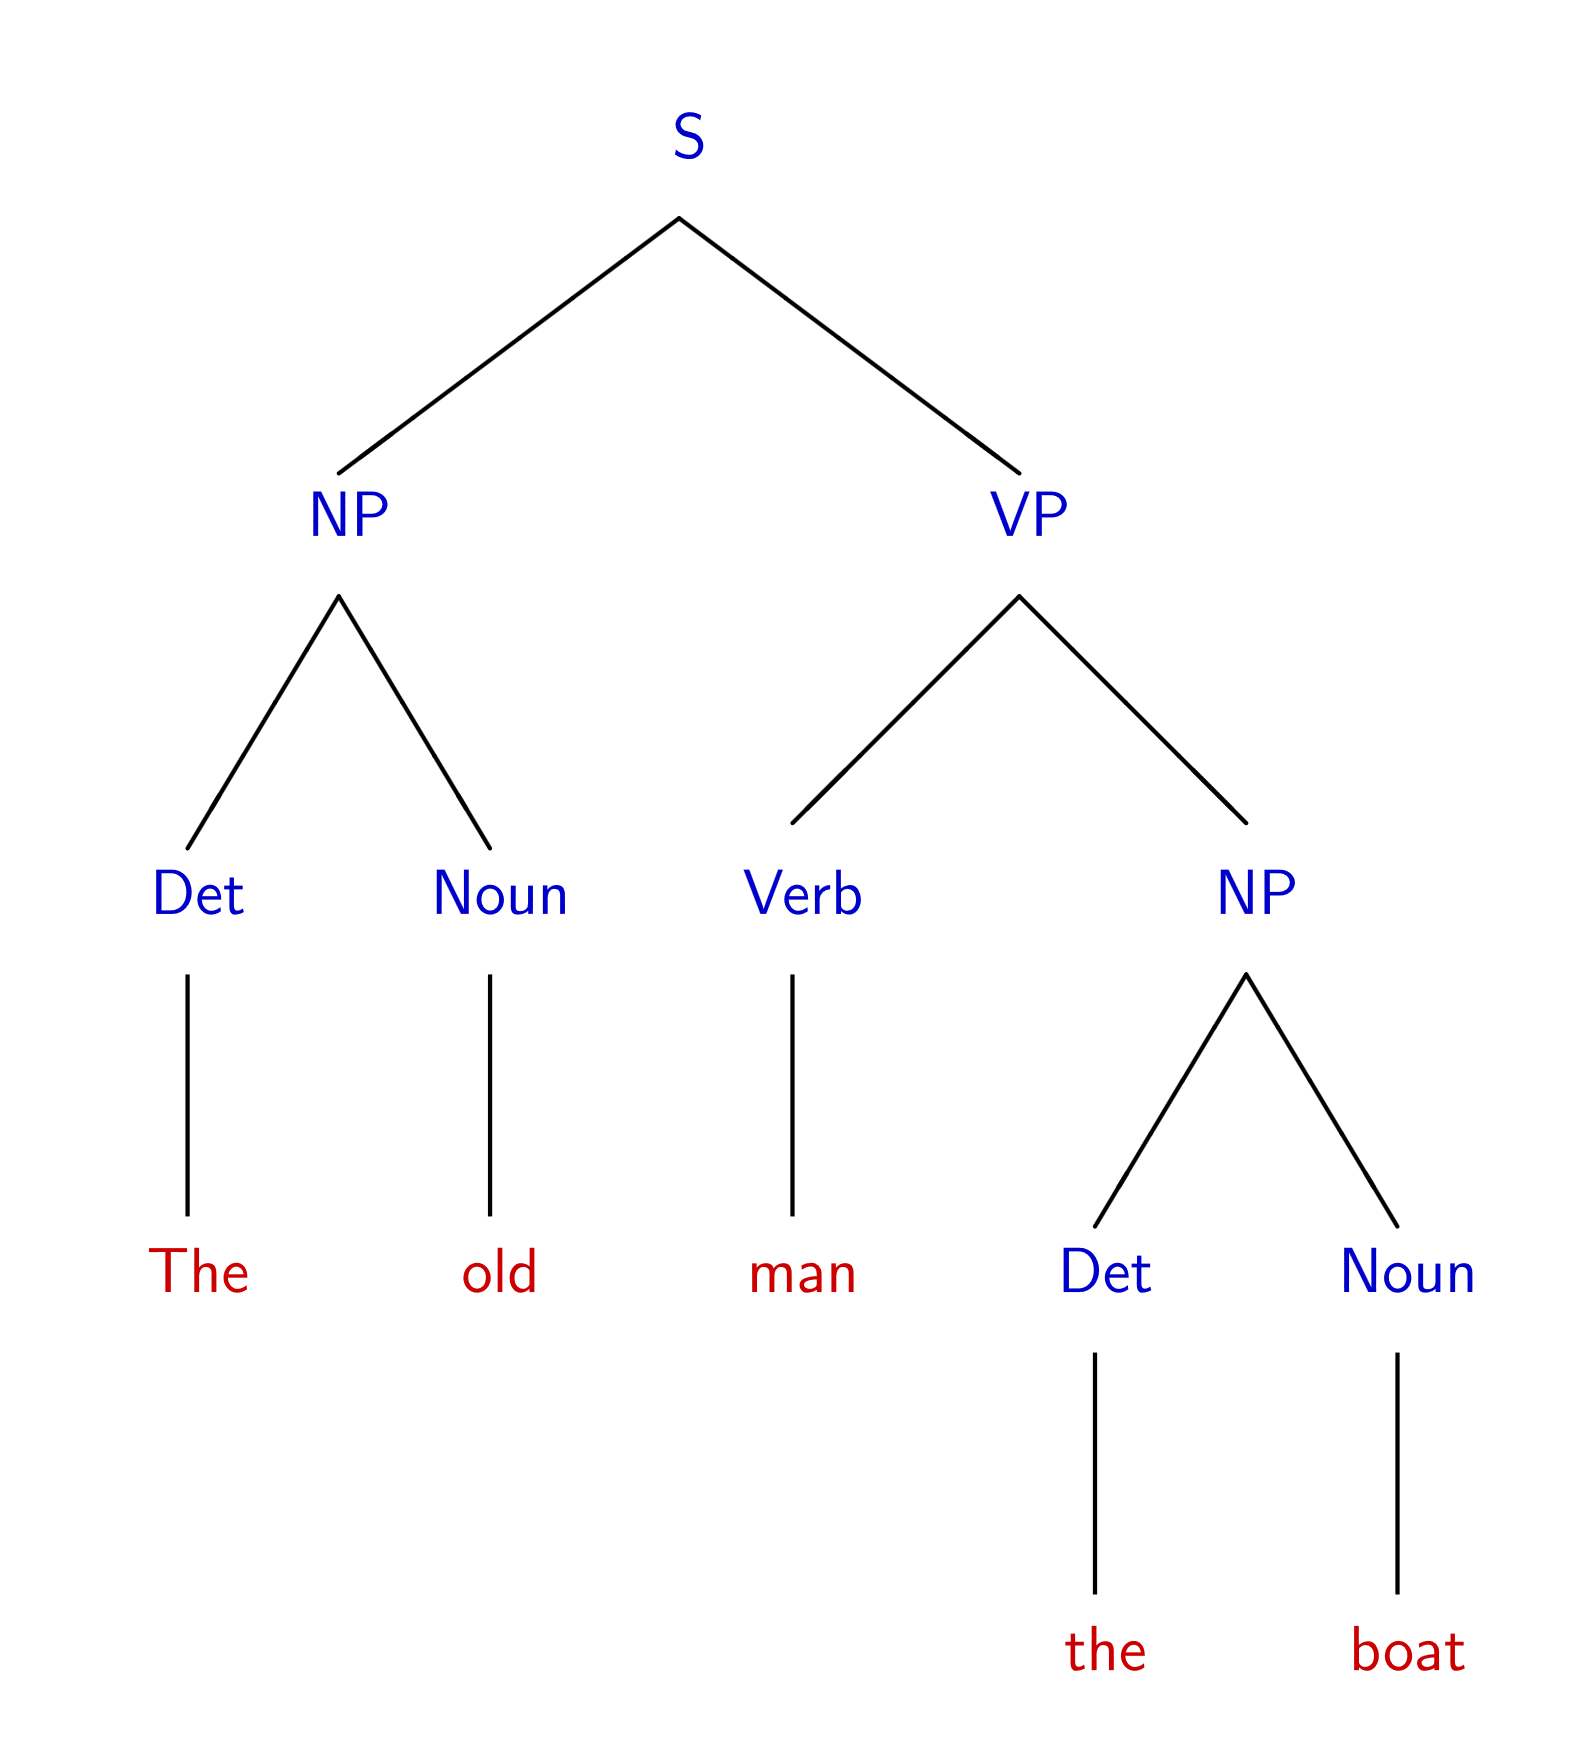 S
NP VP
Det Noun Verb NP
The old man Det Noun
the boat